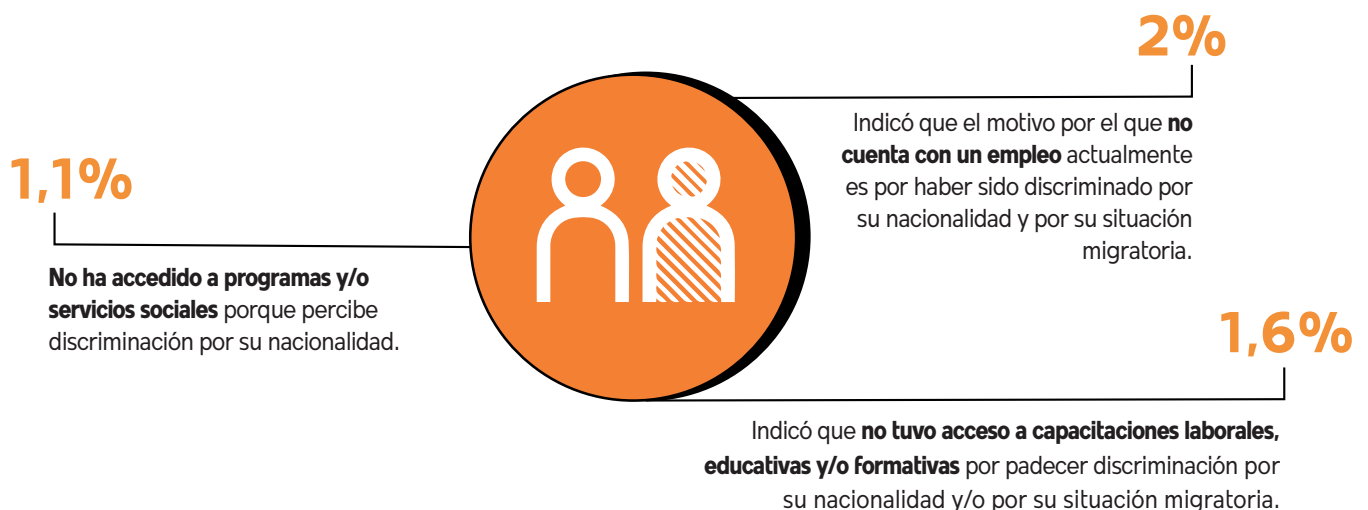 2%
Indicó que el motivo por el que no
cuenta con un empleo actualmente
es por haber sido discriminado por
su nacionalidad y por su situación
migratoria.
1,1%
No ha accedido a programas y/o
servicios sociales porque percibe
discriminación por su nacionalidad.
1,6%
Indicó que no tuvo acceso a capacitaciones laborales,
educativas y/o formativas por padecer discriminación por
su nacionalidad y/o por su situación migratoria.